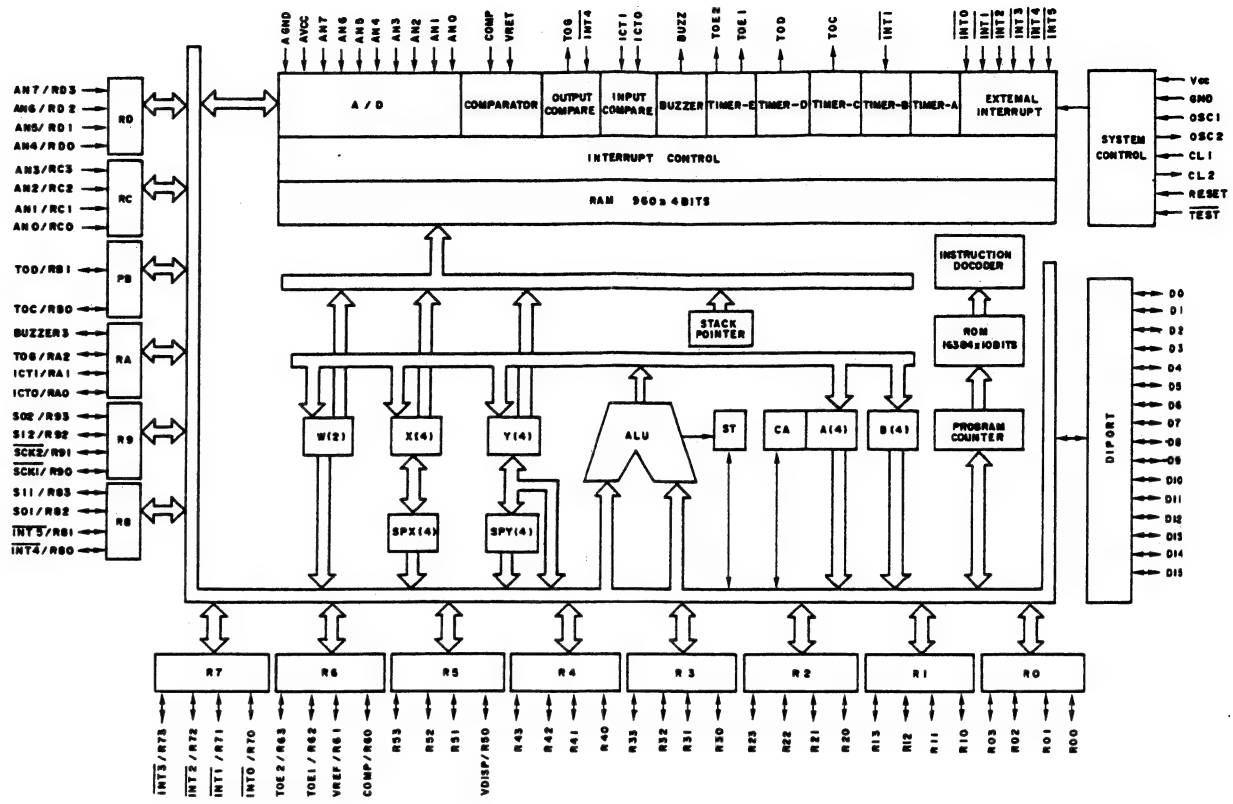 AGND
AVCC
AN7
AN6
AN5
AN4
AN3
AN2
AN1
AN0
COMP
VRET
TOG
INT4
ICT1
ICT0
BUZZ
TOE2
TOE1
TOD
TOC
INT1
INT0
INT1
INT2
INT3
INT4
INT5
AN7/RD3
AN6/RD2
AN5/RD1
AN4/RD0
RD
AN3/RC3
AN2/RC2
AN1/RC1
AN0/RC0
RC
TOD/RB1
TOC/RB0
PB
BUZZER3
TOG/RA2
ICT1/RA1
ICT0/RA0
RA
SO2/R93
SI2/R92
SCK2/R91
SCK1/R90
R9
SI1/R83
SO1/R82
INT5/R81
INT4/R80
R8
A/D
COMPARATOR
OUTPUT
COMPARE
INPUT
COMPARE
BUZZER
TIMER-E
TIMER-D
TIMER-C
TIMER-B
TIMER-A
EXTEMAL
INTERRUPT
INTERRUPT CONTROL
RAM 960 x 4BITS
SYSTEM
CONTROL
Vcc
GND
OSC1
OSC2
CL1
CL2
RESET
TEST
INSTRUCTION
DOCODER
STACK
POINTER
ROM
16384x10BITS
W(2)
X(4)
Y(4)
ALU
ST
CA
A(4)
B(4)
PROGRAM
COUNTER
SPX(4)
SPY(4)
DIPORT
D0
D1
D2
D3
D4
D5
D6
D7
D8
D9
D10
D11
D12
D13
D14
D15
R7
R6
R5
R4
R3
R2
R1
R0
INT3/R73
INT2/R72
INT1/R71
INT0/R70
TOE2/R63
TOE1/R62
VREF/R61
COMP/R60
R53
R52
R51
VDISP/R50
R43
R42
R41
R40
R33
R32
R31
R30
R23
R22
R21
R20
R13
R12
R11
R10
R03
R02
R01
R00